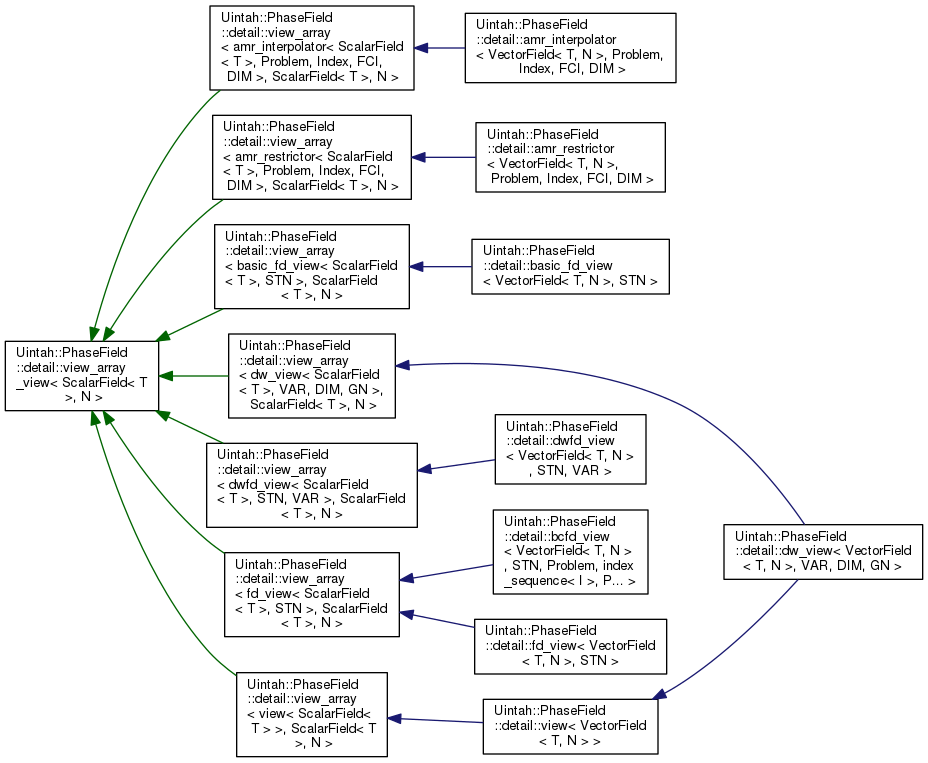 Uintah::PhaseField
::detail::view_array
< amr_interpolator< ScalarField
< T >, Problem, Index, FCI,
DIM >, ScalarField< T >, N >
Uintah::PhaseField
::detail::amr_interpolator
< VectorField< T, N >, Problem,
Index, FCI, DIM >
Uintah::PhaseField
::detail::view_array
< amr_restrictor< ScalarField
< T >, Problem, Index, FCI,
DIM >, ScalarField< T >, N >
Uintah::PhaseField
::detail::amr_restrictor
< VectorField< T, N >,
Problem, Index, FCI, DIM >
Uintah::PhaseField
::detail::view_array
< basic_fd_view< ScalarField
< T >, STN >, ScalarField
< T >, N >
Uintah::PhaseField
::detail::basic_fd_view
< VectorField< T, N >, STN >
Uintah::PhaseField
::detail::view_array
_view< ScalarField< T
>, N >
Uintah::PhaseField
::detail::view_array
< dw_view< ScalarField
< T >, VAR, DIM, GN >,
ScalarField< T >, N >
Uintah::PhaseField
::detail::view_array
< dwfd_view< ScalarField
< T >, STN, VAR >, ScalarField
< T >, N >
Uintah::PhaseField
::detail::dwfd_view
< VectorField< T, N >
, STN, VAR >
Uintah::PhaseField
::detail::view_array
< fd_view< ScalarField
< T >, STN >, ScalarField
< T >, N >
Uintah::PhaseField
::detail::bcfd_view
< VectorField< T, N >
, STN, Problem, index
_sequence< I >, P... >
Uintah::PhaseField
::detail::fd_view< VectorField
< T, N >, STN >
Uintah::PhaseField
::detail::dw_view< VectorField
< T, N >, VAR, DIM, GN >
Uintah::PhaseField
::detail::view_array
< view< ScalarField<
T > >, ScalarField< T
>, N >
Uintah::PhaseField
::detail::view< VectorField
< T, N > >